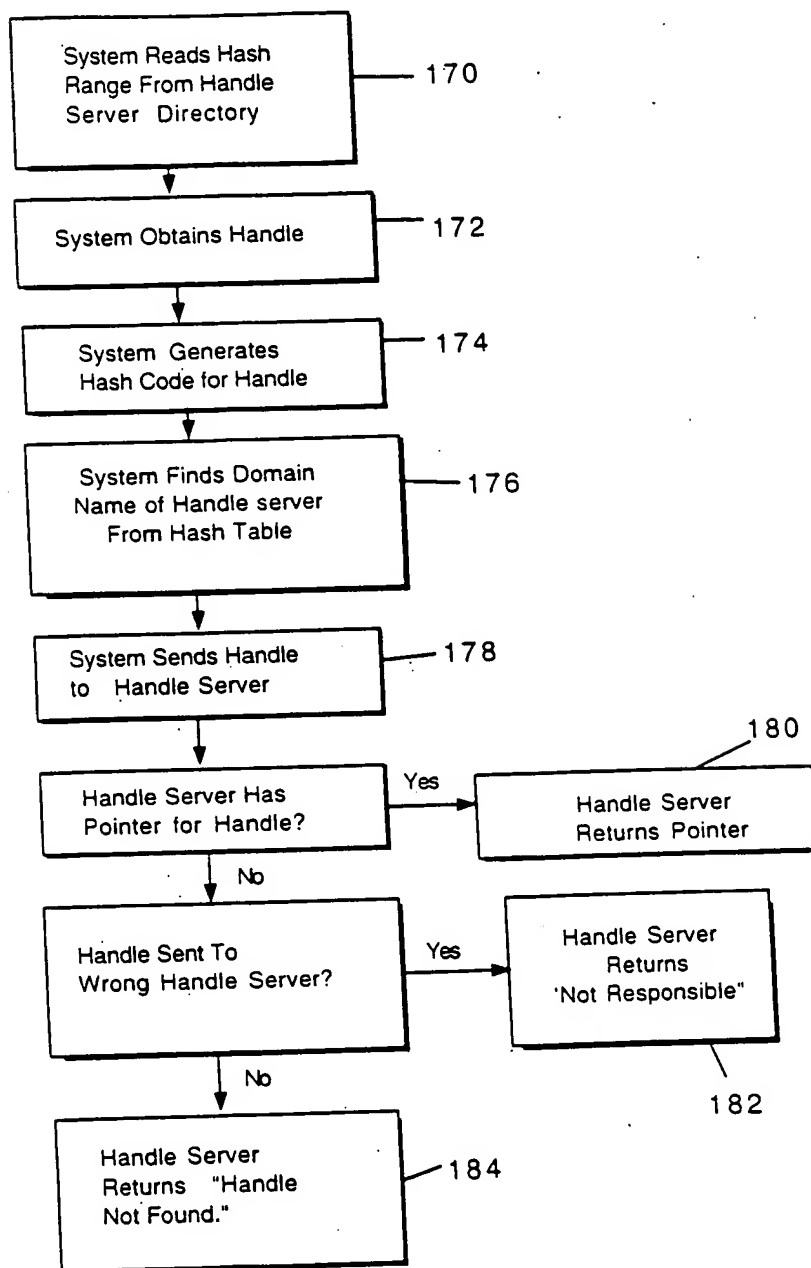 System Reads Hash
Range From Handle
Server Directory
170
System Obtains Handle
172
System Generates
Hash Code for Handle
174
System Finds Domain
Name of Handle server
From Hash Table
176
System Sends Handle
to Handle Server
178
Handle Server Has
Pointer for Handle?
Yes
180
Handle Server
Returns Pointer
No
Handle Sent To
Wrong Handle Server?
Yes
Handle Server
Returns
'Not Responsible"
182
No
Handle Server
Returns "Handle
Not Found."
184